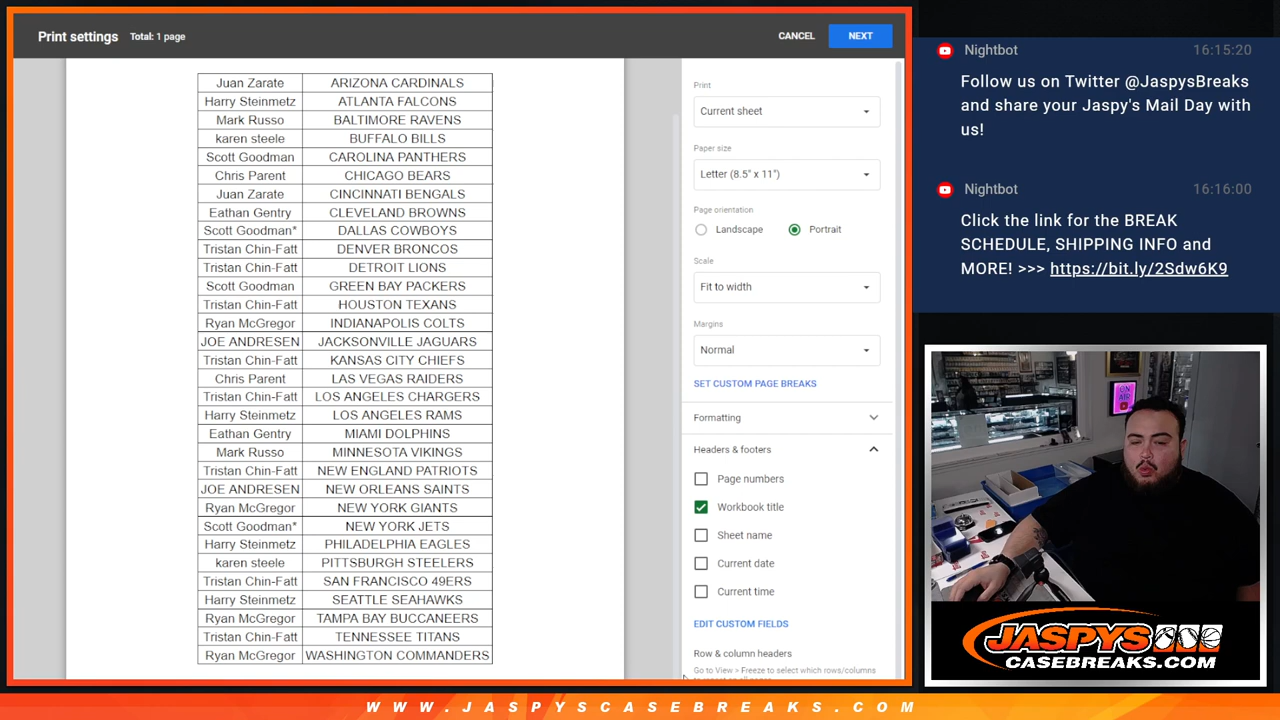 Print settings Total: 1 page CANCEL NEXT
Juan Zarate ARIZONA CARDINALS
Harry Steinmetz ATLANTA FALCONS
Mark Russo BALTIMORE RAVENS
karen steele BUFFALO BILLS
Scott Goodman CAROLINA PANTHERS
Chris Parent CHICAGO BEARS
Juan Zarate CINCINNATI BENGALS
Eathan Gentry CLEVELAND BROWNS
Scott Goodman* DALLAS COWBOYS
Tristan Chin-Fatt DENVER BRONCOS
Tristan Chin-Fatt DETROIT LIONS
Scott Goodman GREEN BAY PACKERS
Tristan Chin-Fatt HOUSTON TEXANS
Ryan McGregor INDIANAPOLIS COLTS
JOE ANDRESEN JACKSONVILLE JAGUARS
Tristan Chin-Fatt KANSAS CITY CHIEFS
Chris Parent LAS VEGAS RAIDERS
Tristan Chin-Fatt LOS ANGELES CHARGERS
Harry Steinmetz LOS ANGELES RAMS
Eathan Gentry MIAMI DOLPHINS
Mark Russo MINNESOTA VIKINGS
Tristan Chin-Fatt NEW ENGLAND PATRIOTS
JOE ANDRESEN NEW ORLEANS SAINTS
Ryan McGregor NEW YORK GIANTS
Scott Goodman* NEW YORK JETS
Harry Steinmetz PHILADELPHIA EAGLES
karen steele PITTSBURGH STEELERS
Tristan Chin-Fatt SAN FRANCISCO 49ERS
Harry Steinmetz SEATTLE SEAHAWKS
Ryan McGregor TAMPA BAY BUCCANEERS
Tristan Chin-Fatt TENNESSEE TITANS
Ryan McGregor WASHINGTON COMMANDERS
Print
Current sheet
Paper size
Letter (8.5" x 11")
Page orientation
Landscape Portrait
Scale
Fit to width
Margins
Normal
SET CUSTOM PAGE BREAKS
Formatting
Headers & footers
Page numbers
Workbook title
Sheet name
Current date
Current time
EDIT CUSTOM FIELDS
Row & column headers
Go to View > Freeze to select which rows/columns
Nightbot 16:15:20
Follow us on Twitter @JaspysBreaks
and share your Jaspy's Mail Day with
us!
Nightbot 16:16:00
Click the link for the BREAK
SCHEDULE, SHIPPING INFO and
MORE! >>> https://bit.ly/2Sdw6K9
ON
AIR
JASPYS
CASEBREAKS.COM
WWW.JASPYSCASEBREAKS.COM